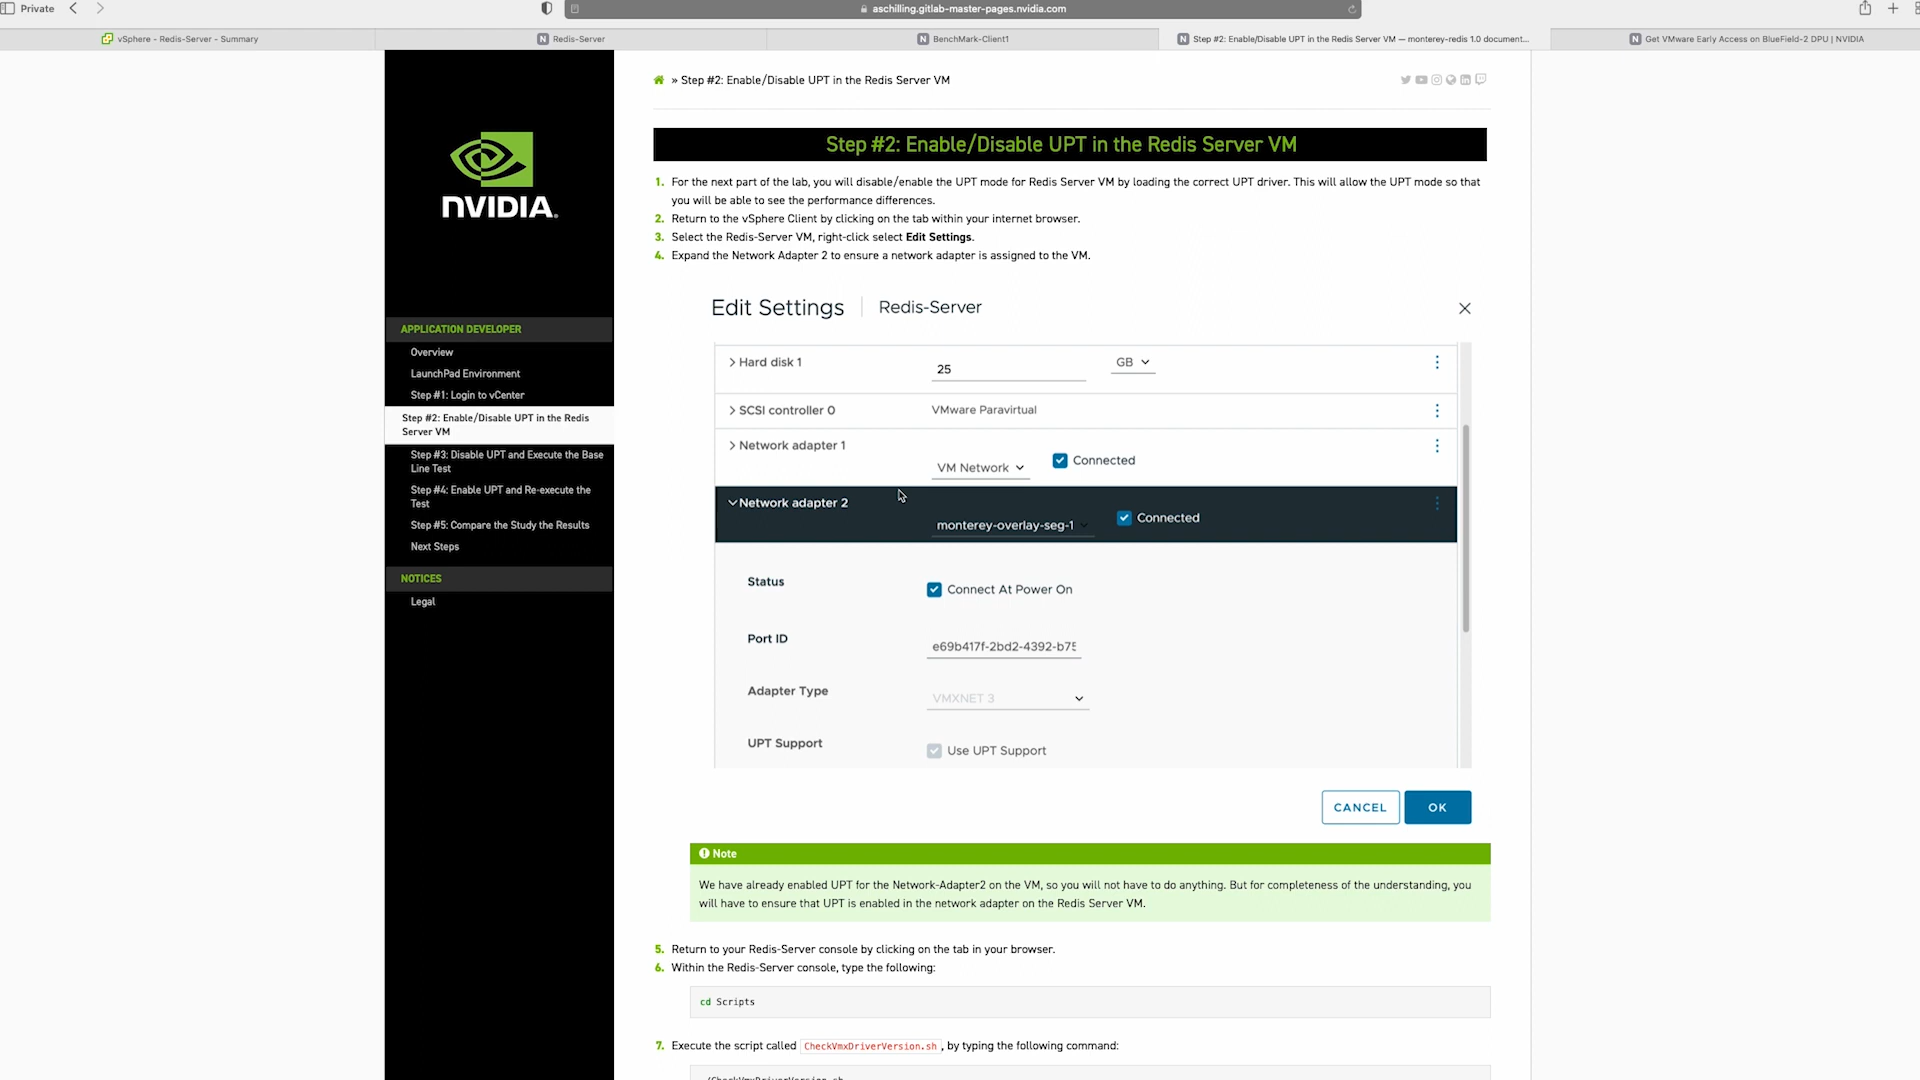 Private
aschilling.gitlab-master-pages.nvidia.com
vSphere - Redis-Server - Summary
Redis-Server
BenchMark-Client1
Step #2: Enable/Disable UPT in the Redis Server VM — monterey-redis 1.0 document...
Get VMware Early Access on BlueField-2 DPU | NVIDIA
NVIDIA.
APPLICATION DEVELOPER
Overview
LaunchPad Environment
Step #1: Login to vCenter
Step #2: Enable/Disable UPT in the Redis
Server VM
Step #3: Disable UPT and Execute the Base
Line Test
Step #4: Enable UPT and Re-execute the
Test
Step #5: Compare the Study the Results
Next Steps
NOTICES
Legal
» Step #2: Enable/Disable UPT in the Redis Server VM
Step #2: Enable/Disable UPT in the Redis Server VM
1. For the next part of the lab, you will disable/enable the UPT mode for Redis Server VM by loading the correct UPT driver. This will allow the UPT mode so that
you will be able to see the performance differences.
2. Return to the vSphere Client by clicking on the tab within your internet browser.
3. Select the Redis-Server VM, right-click select Edit Settings.
4. Expand the Network Adapter 2 to ensure a network adapter is assigned to the VM.
Edit Settings | Redis-Server
Hard disk 1
25
GB
SCSI controller 0
VMware Paravirtual
Network adapter 1
VM Network
Connected
Network adapter 2
monterey-overlay-seg-1
Connected
Status
Connect At Power On
Port ID
e69b417f-2bd2-4392-b75
Adapter Type
VMXNET 3
UPT Support
Use UPT Support
CANCEL
OK
Note
We have already enabled UPT for the Network-Adapter2 on the VM, so you will not have to do anything. But for completeness of the understanding, you
will have to ensure that UPT is enabled in the network adapter on the Redis Server VM.
5. Return to your Redis-Server console by clicking on the tab in your browser.
6. Within the Redis-Server console, type the following:
cd Scripts
7. Execute the script called CheckVmxDriverVersion.sh, by typing the following command:
./CheckVmxDriverVersion.sh